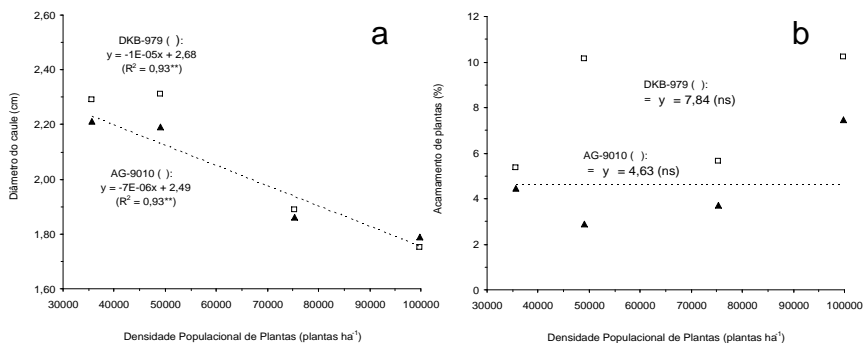 a
Diâmetro do caule (cm)
2,60
2,40
2,20
2,00
1,80
1,60
DKB-979 ( ):
y = -1E-05x + 2,68
(R² = 0,93**)
AG-9010 ( ):
y = -7E-06x + 2,49
(R² = 0,93**)
30000 40000 50000 60000 70000 80000 90000 100000
Densidade Populacional de Plantas (plantas ha⁻¹)
b
Acamamento de plantas (%)
12
10
8
6
4
2
0
DKB-979 ( ):
= y = 7,84 (ns)
AG-9010 ( ):
= y = 4,63 (ns)
30000 40000 50000 60000 70000 80000 90000 100000
Densidade Populacional de Plantas (plantas ha⁻¹)